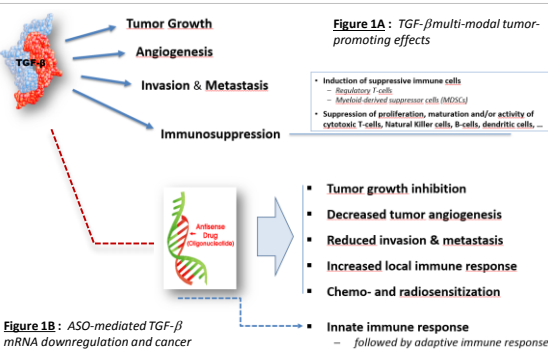 Figure 1A : TGF-β multi-modal tumor-
promoting effects
TGF-β
Tumor Growth
Angiogenesis
Invasion & Metastasis
Immunosuppression
• Induction of suppressive immune cells
– Regulatory T-cells
– Myeloid-derived suppressor cells (MDSCs)
• Suppression of proliferation, maturation and/or activity of
cytotoxic T-cells, Natural Killer cells, B-cells, dendritic cells, ...
Antisense
Drug
(Oligonucleotide)
▪ Tumor growth inhibition
▪ Decreased tumor angiogenesis
▪ Reduced invasion & metastasis
▪ Increased local immune response
▪ Chemo- and radiosensitization
▪ Innate immune response
– followed by adaptive immune response
Figure 1B : ASO-mediated TGF-β
mRNA downregulation and cancer